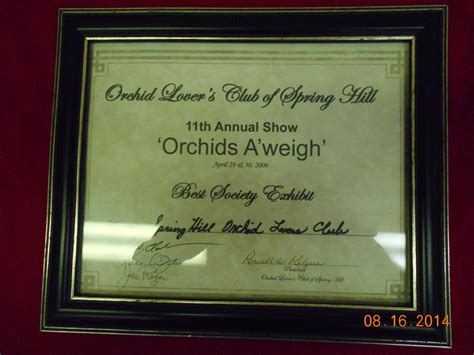 Orchid Lover's Club of Spring Hill
11th Annual Show
'Orchids A'weigh'
April 29 & 30, 2006
Best Society Exhibit
Spring Hill Orchid Lovers Club
(President)
Orchid Lover's Club of Spring Hill
08.16.2014